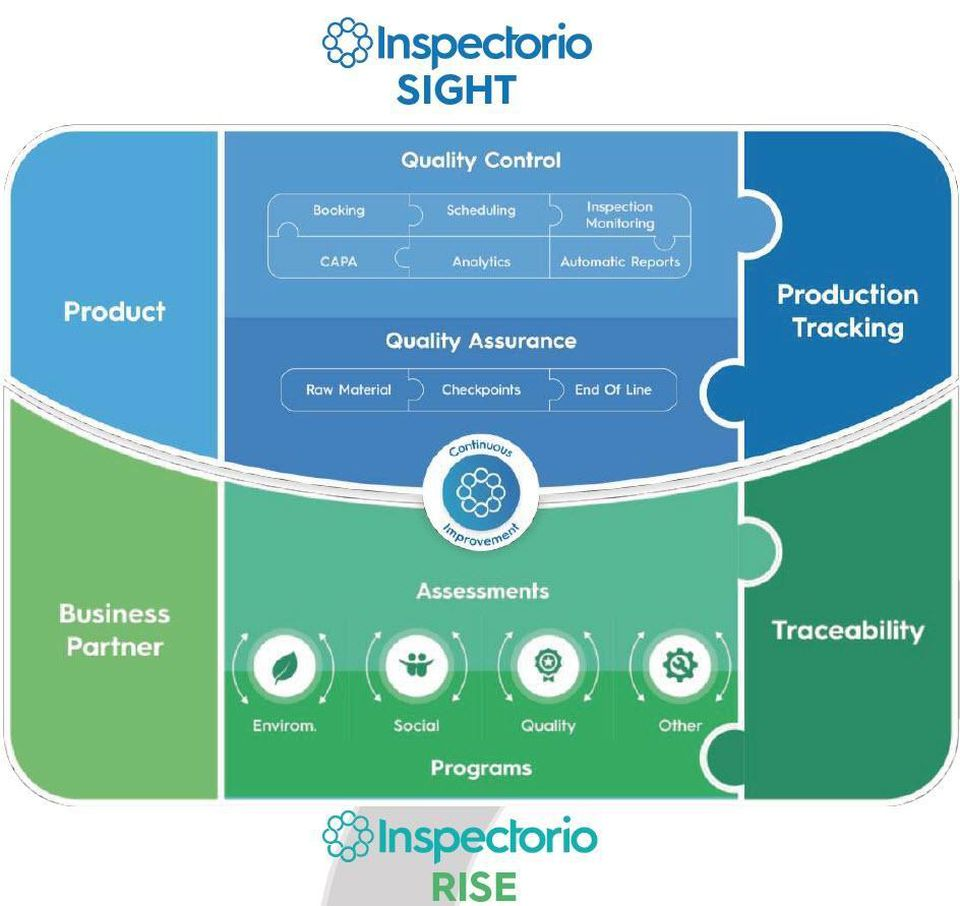 Inspectorio
SIGHT
Quality Control
Booking
Scheduling
Inspection
Monitoring
CAPA
Analytics
Automatic Reports
Product
Production
Tracking
Quality Assurance
Raw Material
Checkpoints
End Of Line
Continuous
Improvement
Business
Partner
Assessments
Traceability
Envirom.
Social
Quality
Other
Programs
Inspectorio
RISE